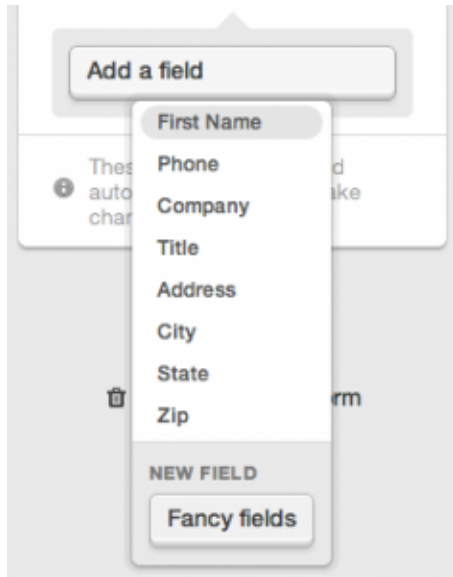 Add a field
First Name
Phone
Company
Title
Address
City
State
Zip
NEW FIELD
Fancy fields